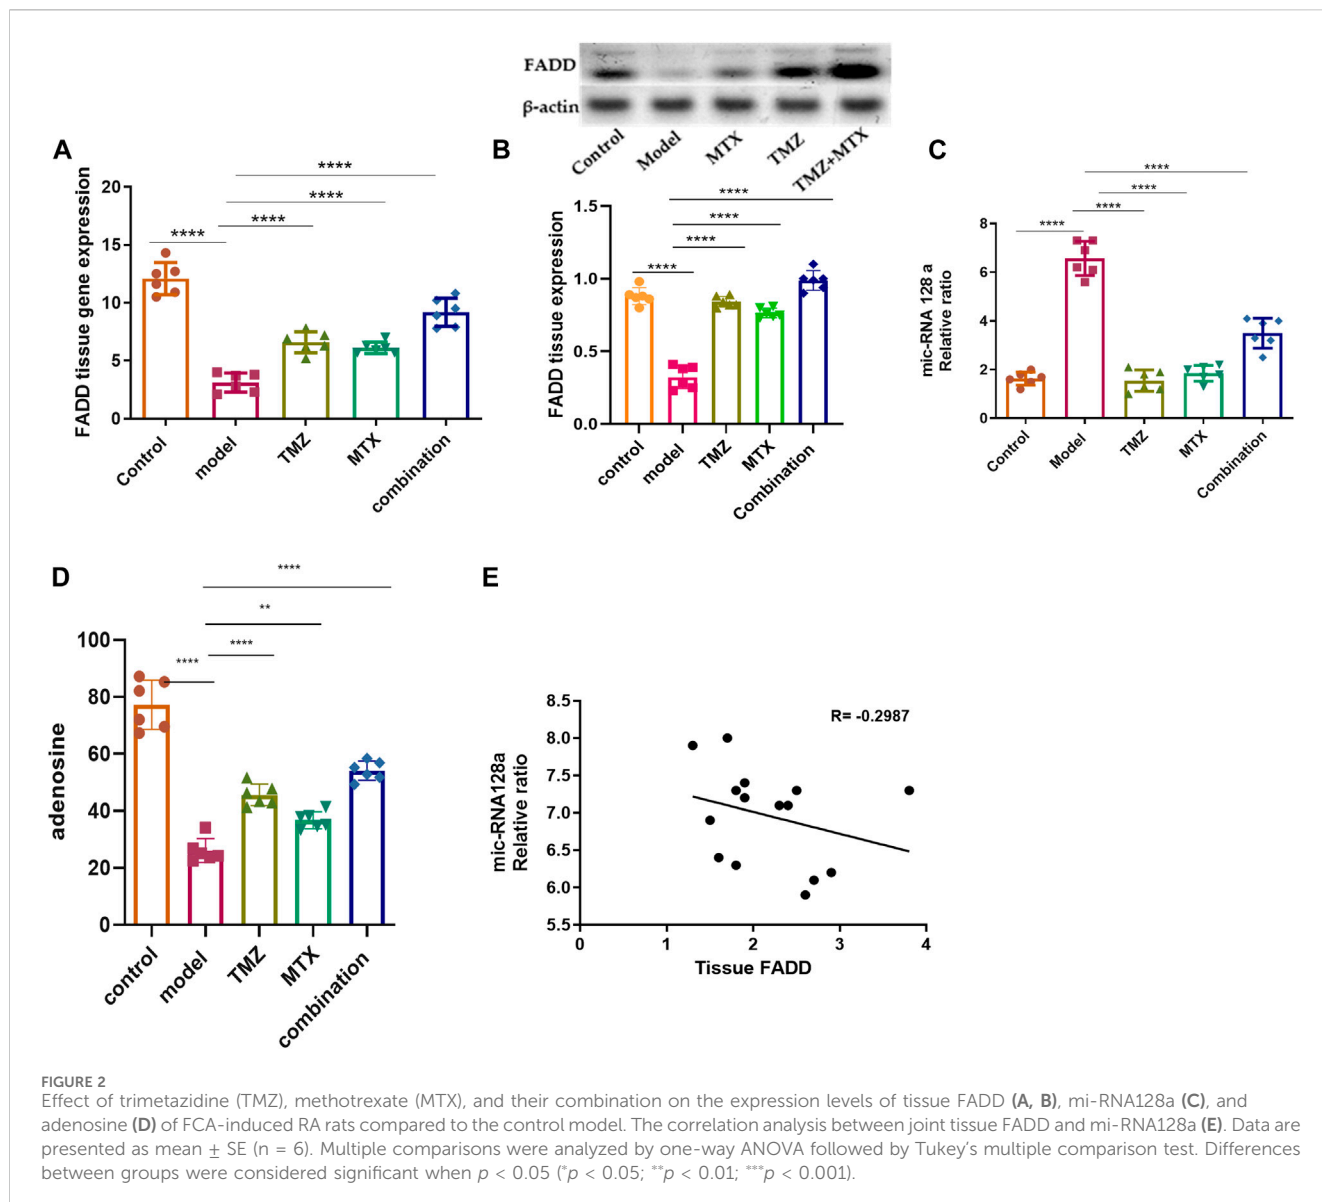 FADD
β-actin
Control
Model
MTX
TMZ
TMZ+MTX
A
****
****
****
****
FADD tissue gene expression
20
15
10
5
0
Control
model
TMZ
MTX
combination
B
****
****
****
****
FADD tissue expression
1.5
1.0
0.5
0.0
control
model
TMZ
MTX
Combination
C
****
****
****
****
mic-RNA 128 a
Relative ratio
8
6
4
2
0
Control
Model
TMZ
MTX
Combination
D
****
**
****
****
adenosine
100
80
60
40
20
0
control
model
TMZ
MTX
combination
E
R= -0.2987
mic-RNA128a
Relative ratio
8.5
8.0
7.5
7.0
6.5
6.0
5.5
0
1
2
3
4
Tissue FADD
FIGURE 2
Effect of trimetazidine (TMZ), methotrexate (MTX), and their combination on the expression levels of tissue FADD (A, B), mi-RNA128a (C), and
adenosine (D) of FCA-induced RA rats compared to the control model. The correlation analysis between joint tissue FADD and mi-RNA128a (E). Data are
presented as mean ± SE (n = 6). Multiple comparisons were analyzed by one-way ANOVA followed by Tukey's multiple comparison test. Differences
between groups were considered significant when p < 0.05 (*p < 0.05; **p < 0.01; ***p < 0.001).